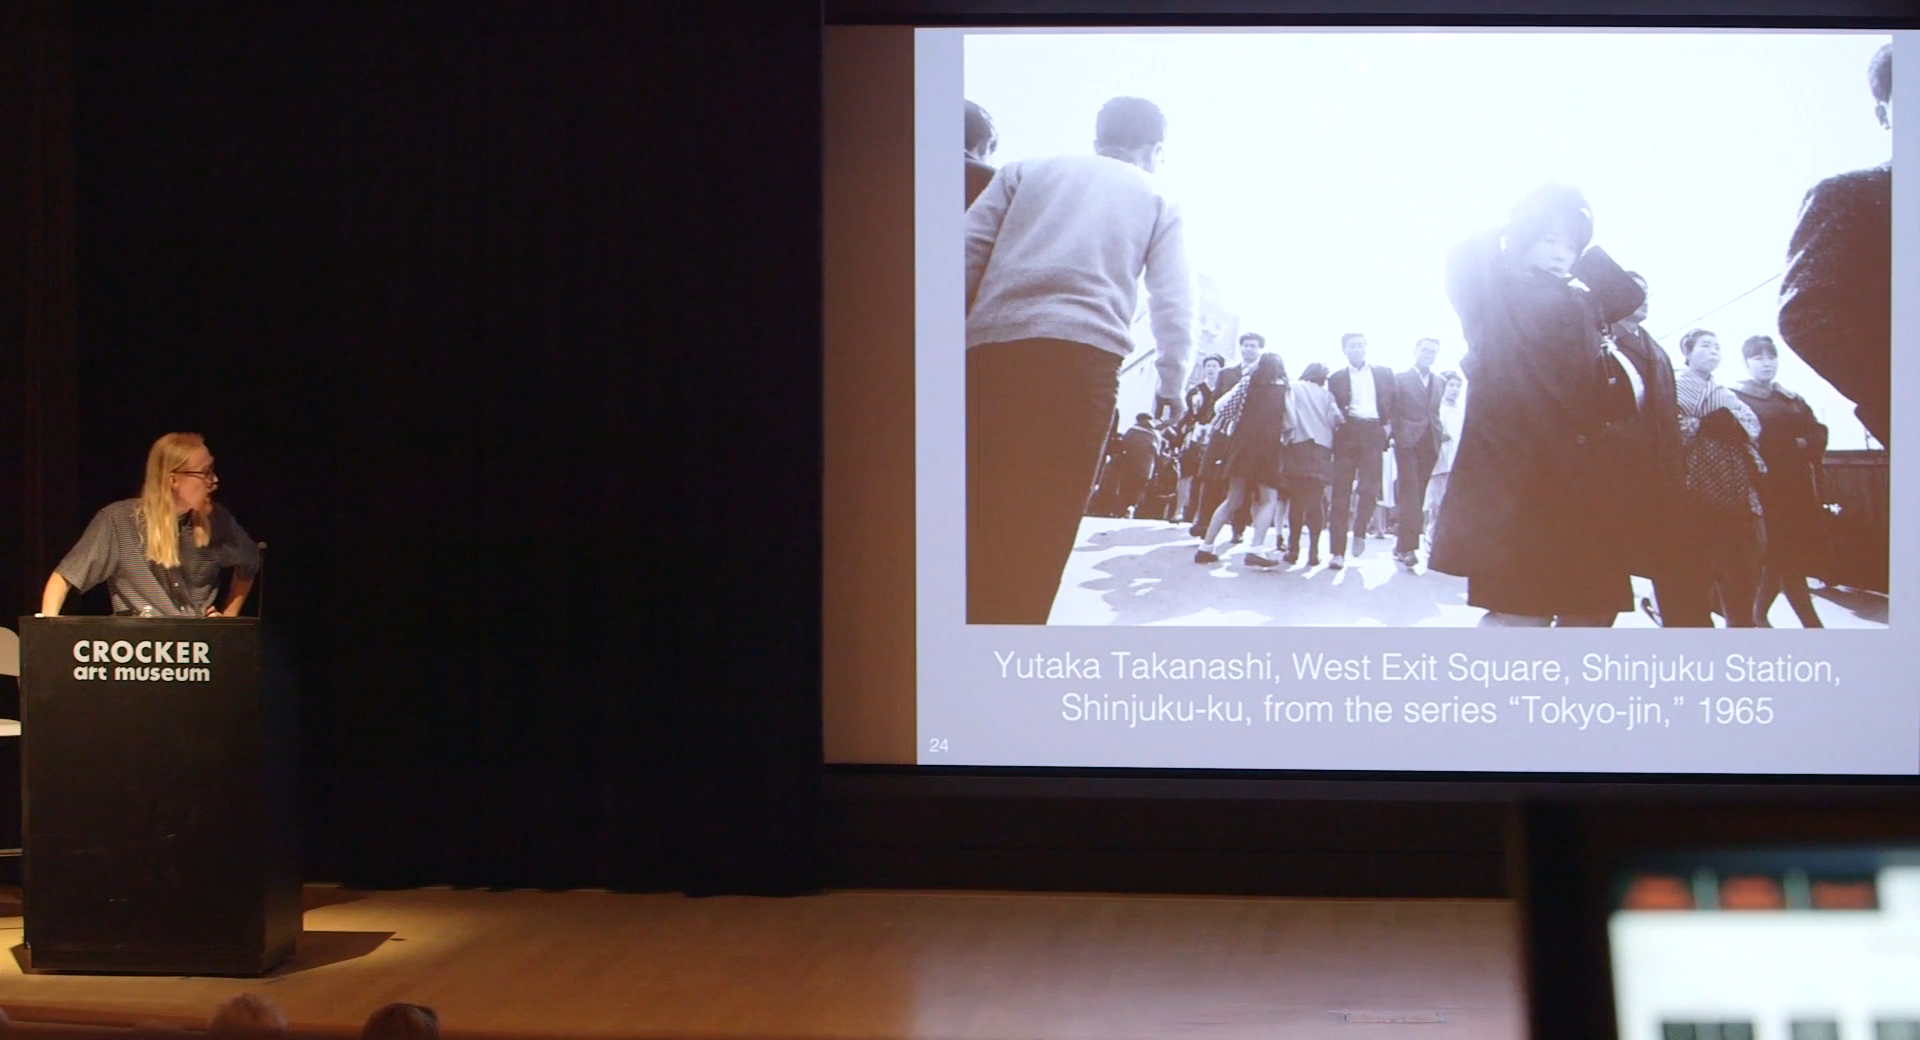 CROCKER
art museum
Yutaka Takanashi, West Exit Square, Shinjuku Station,
Shinjuku-ku, from the series “Tokyo-jin,” 1965
24